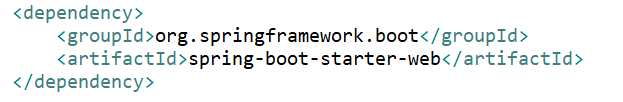 <dependency>
    <groupId>org.springframework.boot</groupId>
    <artifactId>spring-boot-starter-web</artifactId>
</dependency>